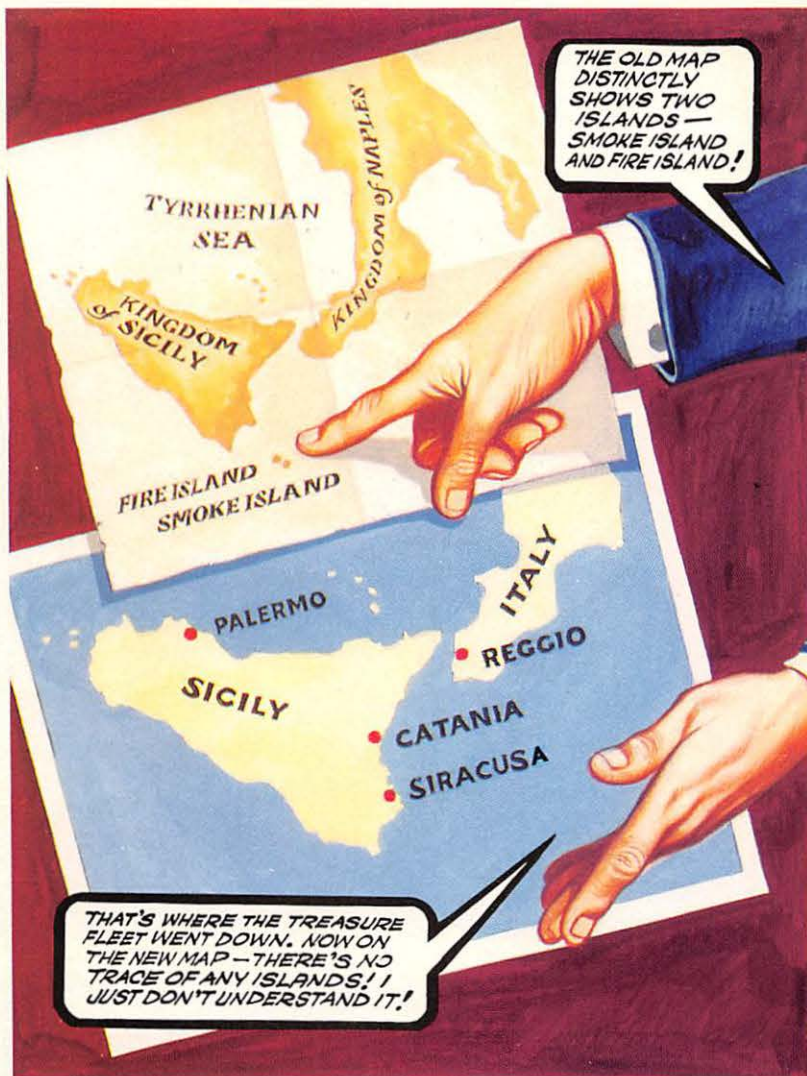 THE OLD MAP
DISTINCTLY
SHOWS TWO
ISLANDS —
SMOKE ISLAND
AND FIRE ISLAND!
TYRRHENIAN
SEA
KINGDOM of NAPLES
KINGDOM
of SICILY
FIRE ISLAND
SMOKE ISLAND
ITALY
PALERMO
REGGIO
SICILY
CATANIA
SIRACUSA
THAT'S WHERE THE TREASURE
FLEET WENT DOWN. NOW ON
THE NEW MAP — THERE'S NO
TRACE OF ANY ISLANDS! I
JUST DON'T UNDERSTAND IT!